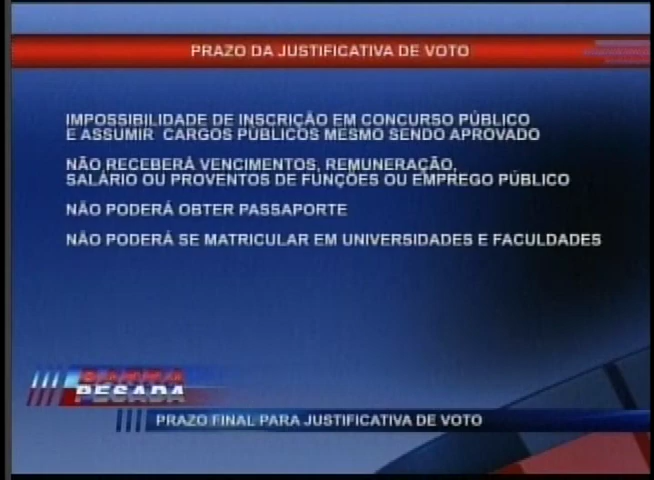 PRAZO DA JUSTIFICATIVA DE VOTO
IMPOSSIBILIDADE DE INSCRIÇÃO EM CONCURSO PÚBLICO
E ASSUMIR CARGOS PÚBLICOS MESMO SENDO APROVADO
NÃO RECEBERÁ VENCIMENTOS, REMUNERAÇÃO,
SALÁRIO OU PROVENTOS DE FUNÇÕES OU EMPREGO PÚBLICO
NÃO PODERÁ OBTER PASSAPORTE
NÃO PODERÁ SE MATRICULAR EM UNIVERSIDADES E FACULDADES
PESADA
PRAZO FINAL PARA JUSTIFICATIVA DE VOTO